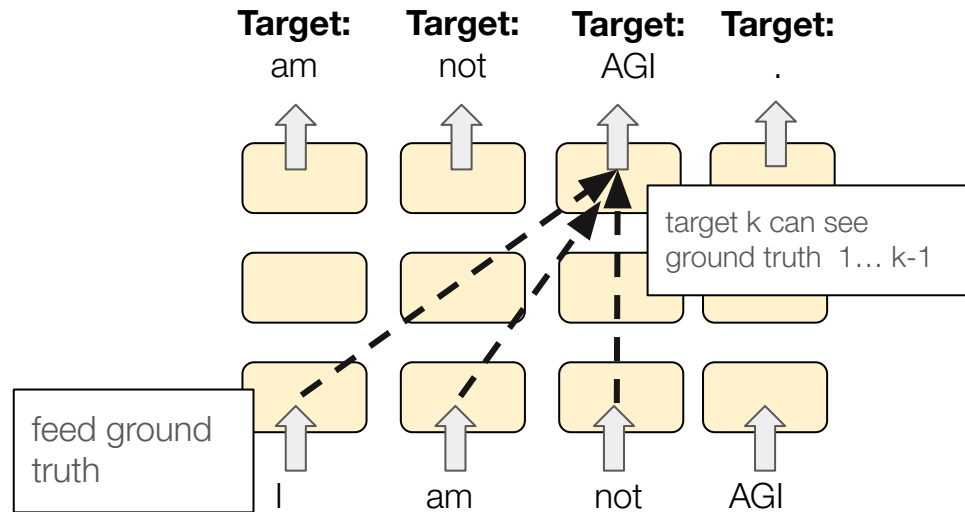 Target: Target: Target: Target:
am not AGI .
target k can see
ground truth 1... k-1
feed ground
truth
I am not AGI